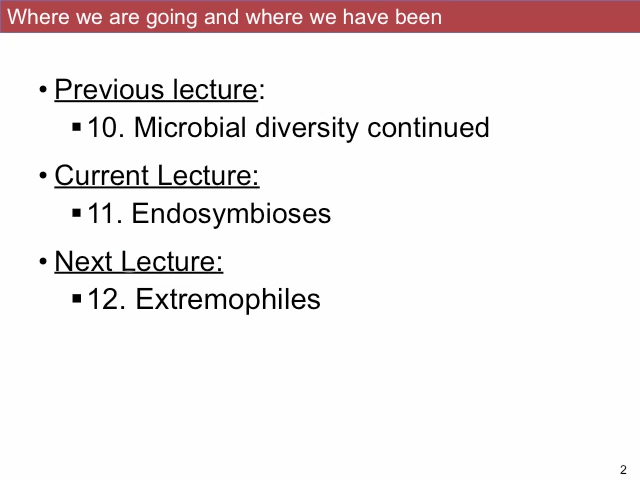 Where we are going and where we have been
• Previous lecture:
▪10. Microbial diversity continued
• Current Lecture:
▪11. Endosymbioses
• Next Lecture:
▪12. Extremophiles
2